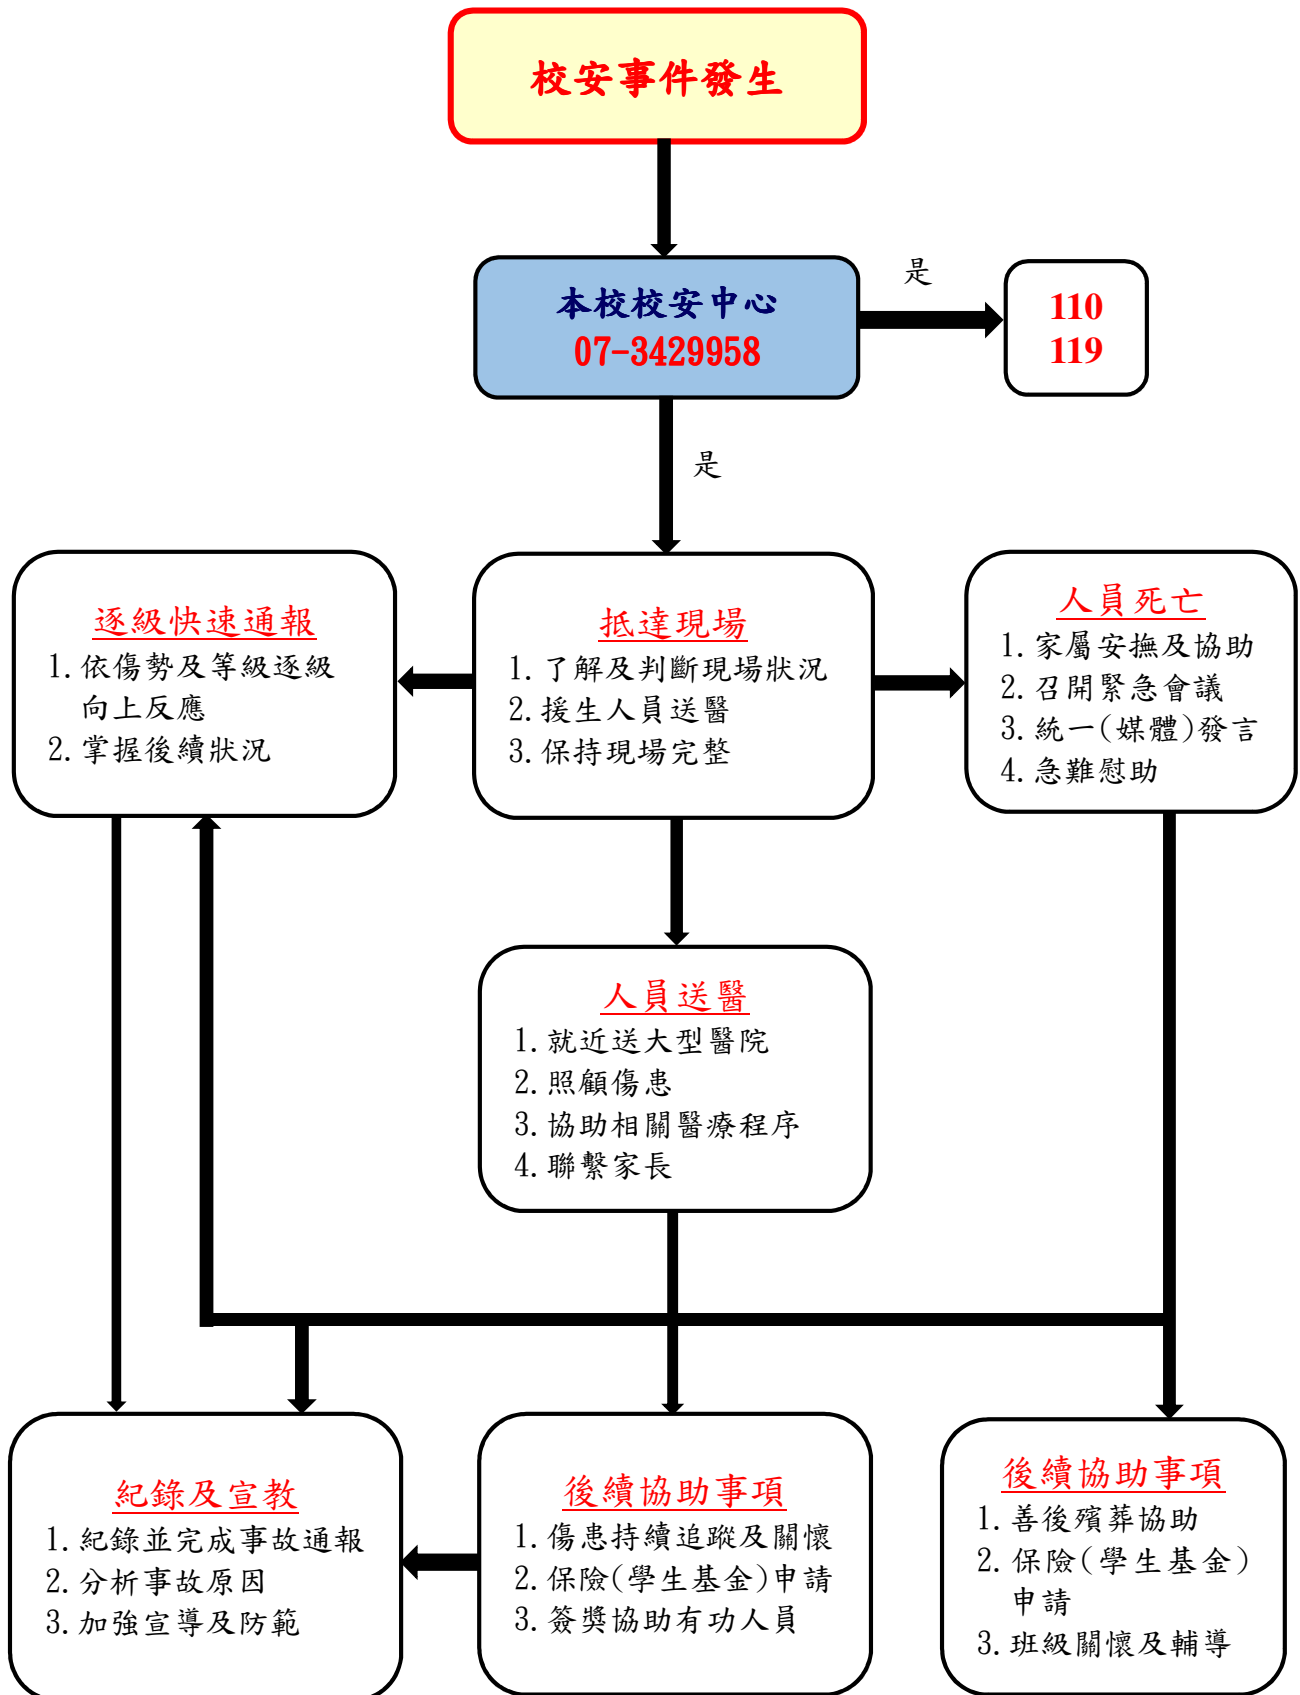 校安事件發生
本校校安中心
07-3429958
是
110
119
是
逐級快速通報
1.依傷勢及等級逐級
向上反應
2.掌握後續狀況
抵達現場
1.了解及判斷現場狀況
2.援生人員送醫
3.保持現場完整
人員死亡
1.家屬安撫及協助
2.召開緊急會議
3.統一(媒體)發言
4.急難慰助
人員送醫
1.就近送大型醫院
2.照顧傷患
3.協助相關醫療程序
4.聯繫家長
紀錄及宣教
1.紀錄並完成事故通報
2.分析事故原因
3.加強宣導及防範
後續協助事項
1.傷患持續追蹤及關懷
2.保險(學生基金)申請
3.簽獎協助有功人員
後續協助事項
1.善後殯葬協助
2.保險(學生基金)
申請
3.班級關懷及輔導